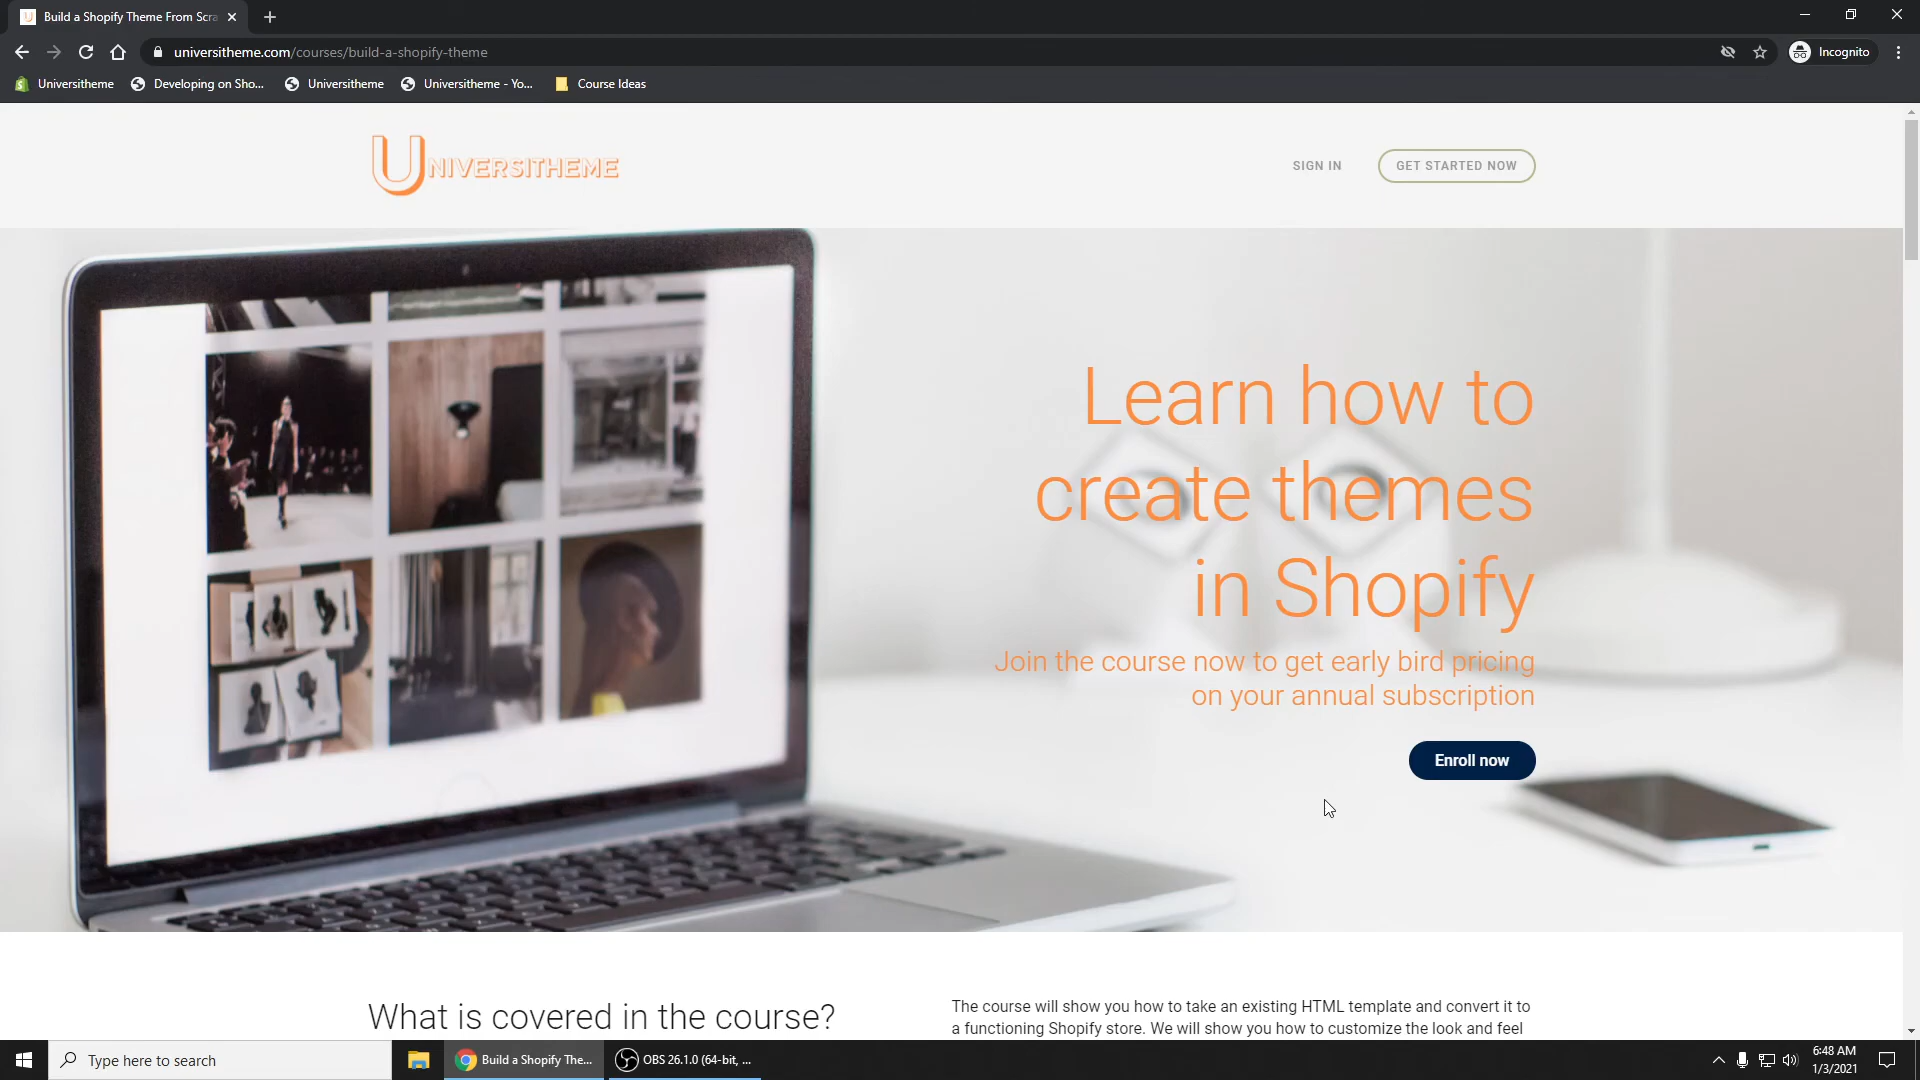 Build a Shopify Theme From Scra
universitheme.com/courses/build-a-shopify-theme
Incognito
Universitheme
Developing on Sho...
Universitheme
Universitheme - Yo...
Course Ideas
UNIVERSITHEME
SIGN IN
GET STARTED NOW
Learn how to
create themes
in Shopify
Join the course now to get early bird pricing
on your annual subscription
Enroll now
What is covered in the course?
The course will show you how to take an existing HTML template and convert it to
a functioning Shopify store. We will show you how to customize the look and feel
Type here to search
Build a Shopify The...
OBS 26.1.0 (64-bit, ...
6:48 AM
1/3/2021